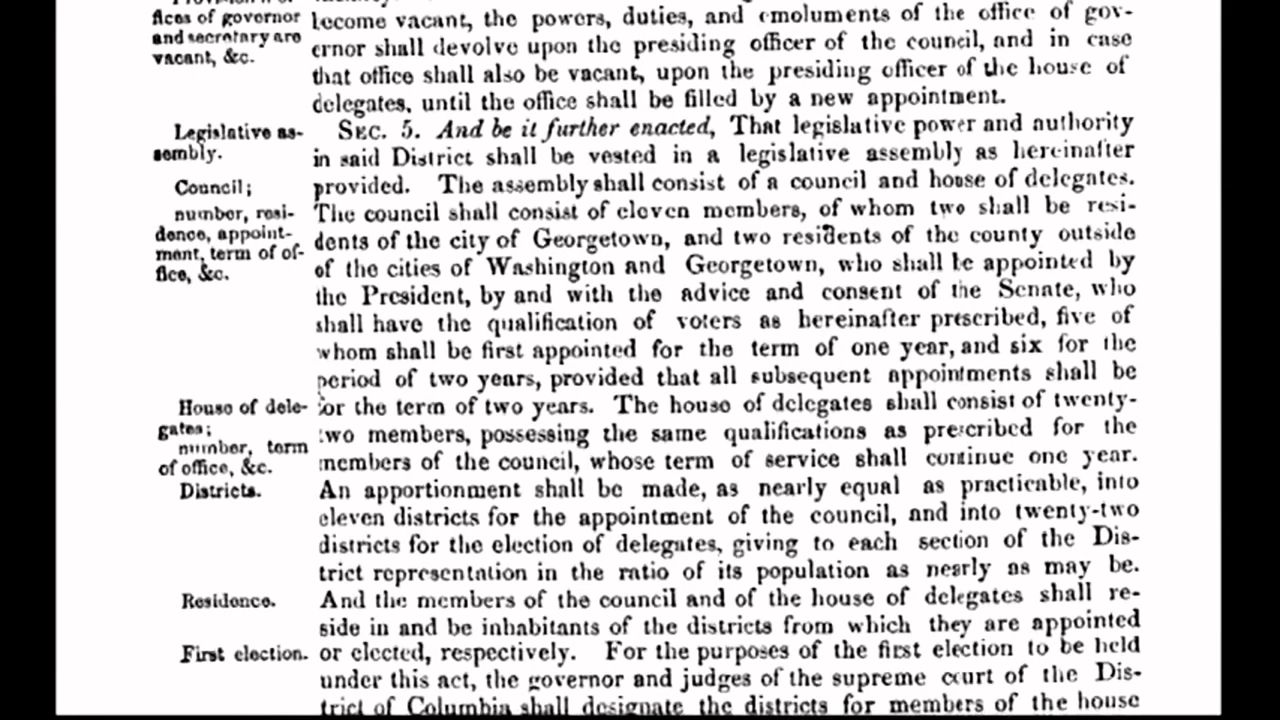 fices of governor
and secretary are
vacant, &c.
become vacant, the powers, duties, and emoluments of the office of gov-
ernor shall devolve upon the presiding officer of the council, and in case
that office shall also be vacant, upon the presiding officer of the house of
delegates, until the office shall be filled by a new appointment.
Legislative as-
sembly.
SEC. 5. And be it further enacted, That legislative power and authority
in said District shall be vested in a legislative assembly as hereinafter
Council;
provided. The assembly shall consist of a council and house of delegates.
number, resi-
dence, appoint-
ment, term of of-
fice, &c.
The council shall consist of eleven members, of whom two shall be resi-
dents of the city of Georgetown, and two residents of the county outside
of the cities of Washington and Georgetown, who shall be appointed by
the President, by and with the advice and consent of the Senate, who
shall have the qualification of voters as hereinafter prescribed, five of
whom shall be first appointed for the term of one year, and six for the
period of two years, provided that all subsequent appointments shall be
House of dele-
gates;
number, term
of office, &c.
for the term of two years. The house of delegates shall consist of twenty-
two members, possessing the same qualifications as prescribed for the
members of the council, whose term of service shall continue one year.
Districts.
An apportionment shall be made, as nearly equal as practicable, into
eleven districts for the appointment of the council, and into twenty-two
districts for the election of delegates, giving to each section of the Dis-
trict representation in the ratio of its population as nearly as may be.
Residence.
And the members of the council and of the house of delegates shall re-
side in and be inhabitants of the districts from which they are appointed
First election.
or elected, respectively. For the purposes of the first election to be held
under this act, the governor and judges of the supreme court of the Dis-
trict of Columbia shall designate the districts for members of the house